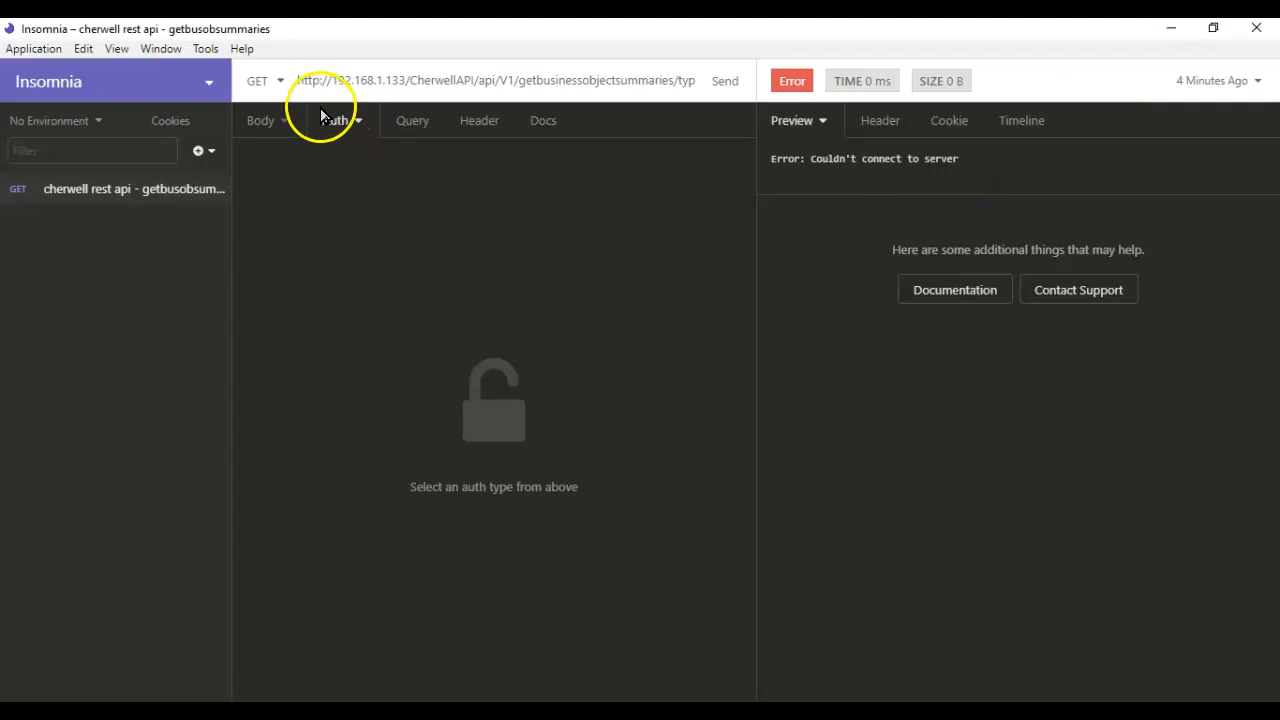 Insomnia – cherwell rest api - getbusobsummaries
Application Edit View Window Tools Help
Insomnia
GET http://192.168.1.133/CherwellAPI/api/V1/getbusinessobjectsummaries/typ Send
Error TIME 0 ms SIZE 0 B 4 Minutes Ago
No Environment Cookies
Body Auth Query Header Docs
Preview Header Cookie Timeline
Filter
Error: Couldn't connect to server
GET cherwell rest api - getbusobsum...
Here are some additional things that may help.
Documentation Contact Support
Select an auth type from above